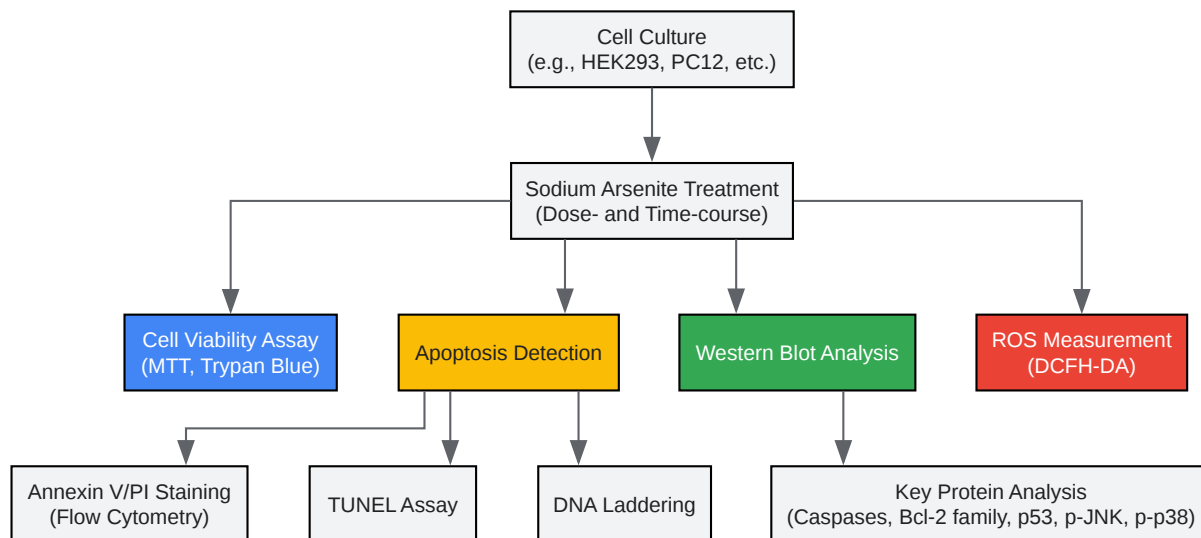 Cell Culture
(e.g., HEK293, PC12, etc.)
Sodium Arsenite Treatment
(Dose- and Time-course)
Cell Viability Assay
(MTT, Trypan Blue)
Apoptosis Detection
Western Blot Analysis
ROS Measurement
(DCFH-DA)
Annexin V/PI Staining
(Flow Cytometry)
TUNEL Assay
DNA Laddering
Key Protein Analysis
(Caspases, Bcl-2 family, p53, p-JNK, p-p38)